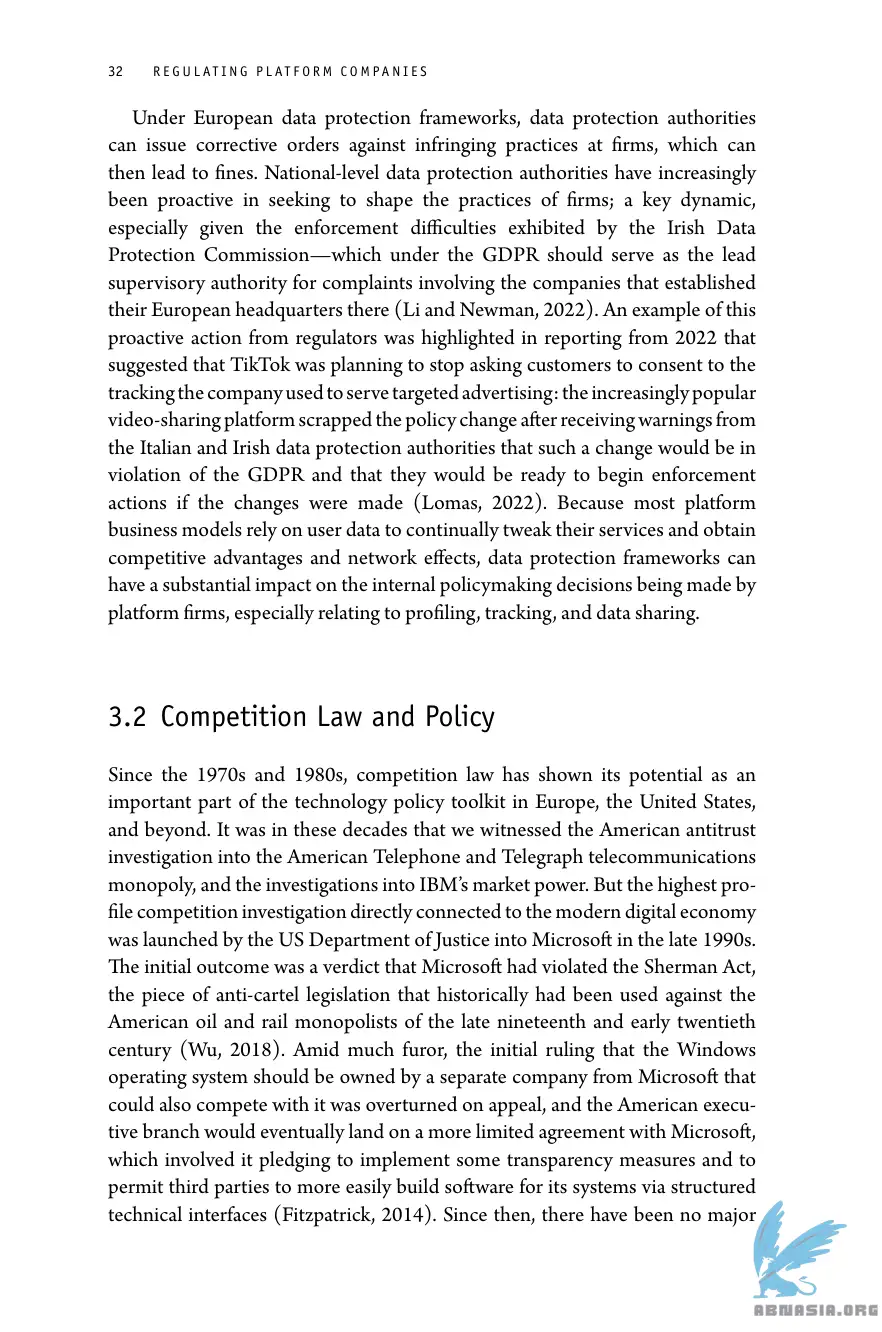 32 REGULATING PLATFORM COMPANIES
Under European data protection frameworks, data protection authorities
can issue corrective orders against infringing practices at firms, which can
then lead to fines. National-level data protection authorities have increasingly
been proactive in seeking to shape the practices of firms; a key dynamic,
especially given the enforcement difficulties exhibited by the Irish Data
Protection Commission—which under the GDPR should serve as the lead
supervisory authority for complaints involving the companies that established
their European headquarters there (Li and Newman, 2022). An example of this
proactive action from regulators was highlighted in reporting from 2022 that
suggested that TikTok was planning to stop asking customers to consent to the
tracking the company used to serve targeted advertising: the increasingly popular
video-sharing platform scrapped the policy change after receiving warnings from
the Italian and Irish data protection authorities that such a change would be in
violation of the GDPR and that they would be ready to begin enforcement
actions if the changes were made (Lomas, 2022). Because most platform
business models rely on user data to continually tweak their services and obtain
competitive advantages and network effects, data protection frameworks can
have a substantial impact on the internal policymaking decisions being made by
platform firms, especially relating to profiling, tracking, and data sharing.
3.2 Competition Law and Policy
Since the 1970s and 1980s, competition law has shown its potential as an
important part of the technology policy toolkit in Europe, the United States,
and beyond. It was in these decades that we witnessed the American antitrust
investigation into the American Telephone and Telegraph telecommunications
monopoly, and the investigations into IBM's market power. But the highest pro-
file competition investigation directly connected to the modern digital economy
was launched by the US Department of Justice into Microsoft in the late 1990s.
The initial outcome was a verdict that Microsoft had violated the Sherman Act,
the piece of anti-cartel legislation that historically had been used against the
American oil and rail monopolists of the late nineteenth and early twentieth
century (Wu, 2018). Amid much furor, the initial ruling that the Windows
operating system should be owned by a separate company from Microsoft that
could also compete with it was overturned on appeal, and the American execu-
tive branch would eventually land on a more limited agreement with Microsoft,
which involved it pledging to implement some transparency measures and to
permit third parties to more easily build software for its systems via structured
technical interfaces (Fitzpatrick, 2014). Since then, there have been no major
ABNASIA.ORG